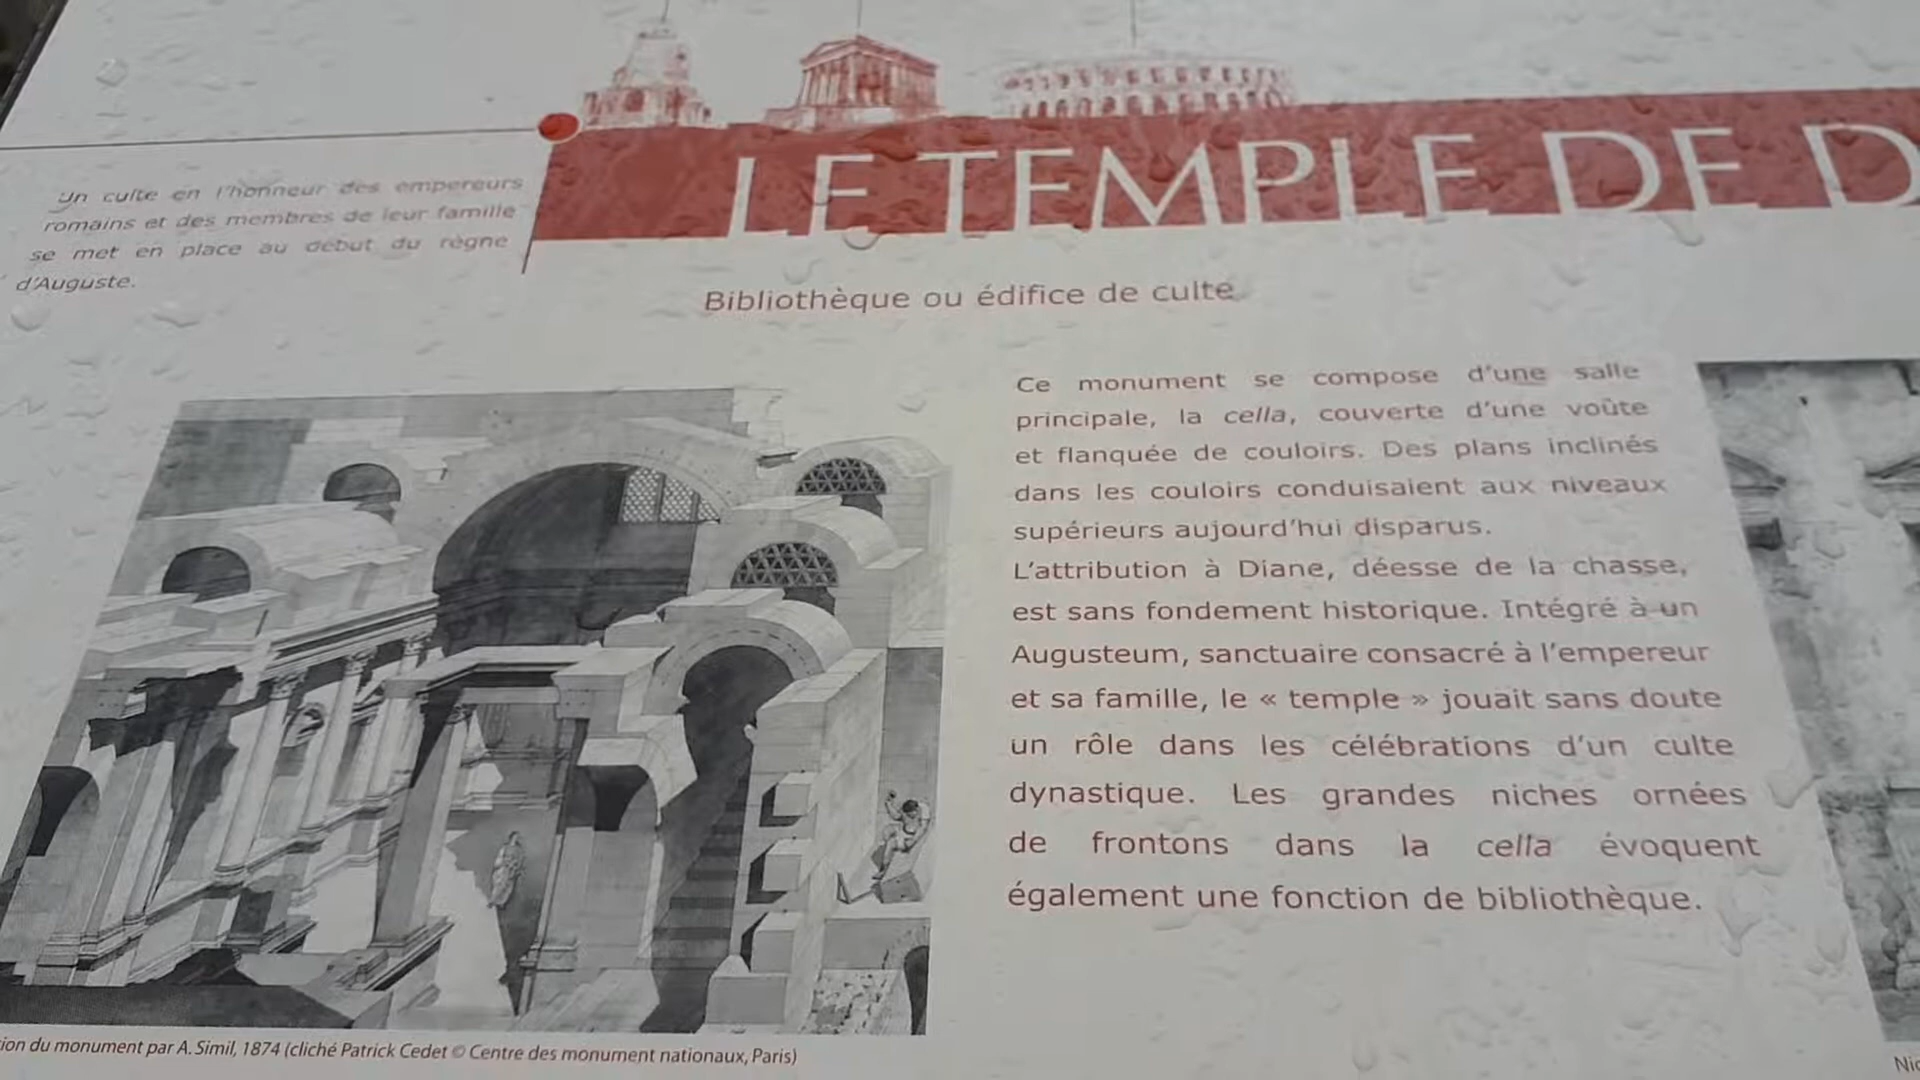 LE TEMPLE DE D
Un culte en l'honneur des empereurs
romains et des membres de leur famille
se met en place au début du règne
d'Auguste.
Bibliothèque ou édifice de culte
Ce monument se compose d'une salle
principale, la cella, couverte d'une voûte
et flanquée de couloirs. Des plans inclinés
dans les couloirs conduisaient aux niveaux
supérieurs aujourd'hui disparus.
L'attribution à Diane, déesse de la chasse,
est sans fondement historique. Intégré à un
Augusteum, sanctuaire consacré à l'empereur
et sa famille, le « temple » jouait sans doute
un rôle dans les célébrations d'un culte
dynastique. Les grandes niches ornées
de frontons dans la cella évoquent
également une fonction de bibliothèque.
ion du monument par A. Simil, 1874 (cliché Patrick Cedet © Centre des monument nationaux, Paris)
Nic